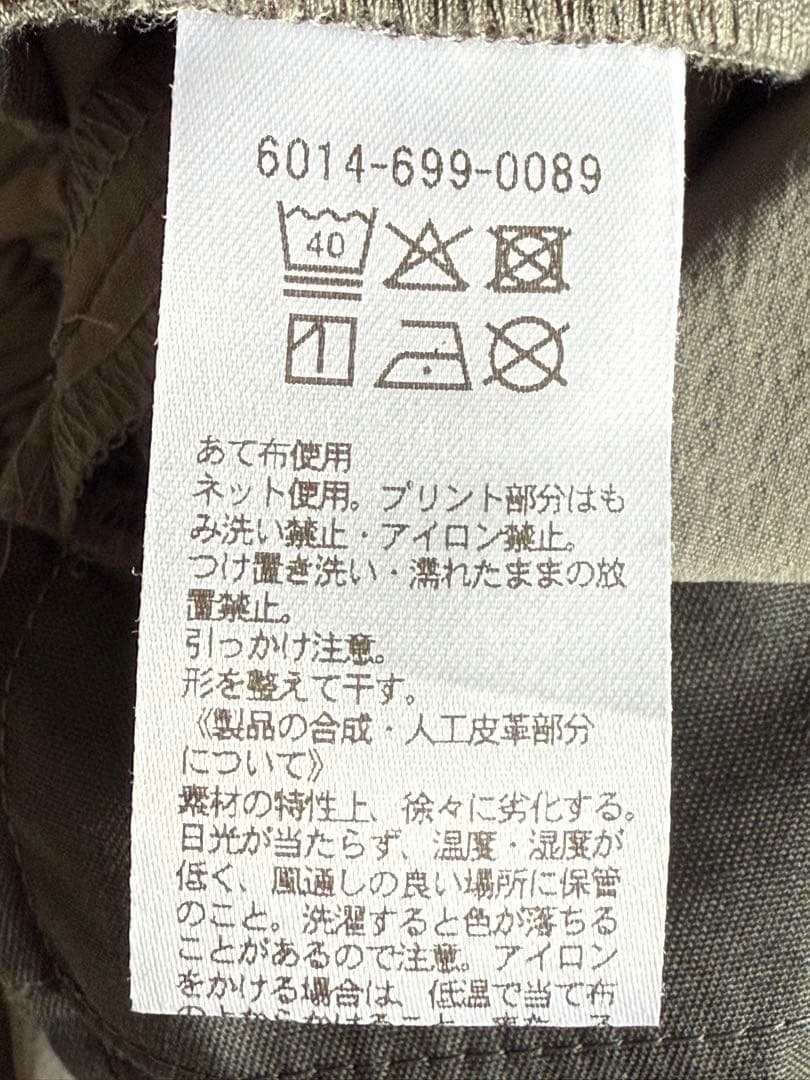 6014-699-0089
40
あて布使用
ネット使用。プリント部分はも
み洗い禁止・アイロン禁止。
つけ置き洗い・濡れたままの放
置禁止。
引っかけ注意。
形を整えて干す。
《製品の合成・人工皮革部分
について》
素材の特性上、徐々に劣化する。
日光が当たらず、温度・湿度が
低く、風通しの良い場所に保管
のこと。洗濯すると色が落ちる
ことがあるので注意。アイロン
をかける場合は、低温で当て布